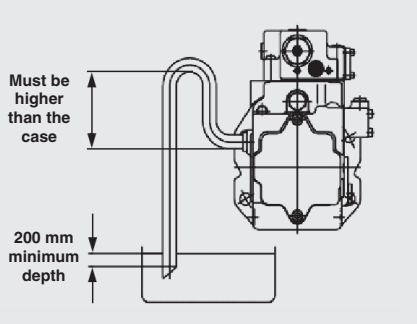 Must be
higher
than the
case
200 mm
minimum
depth